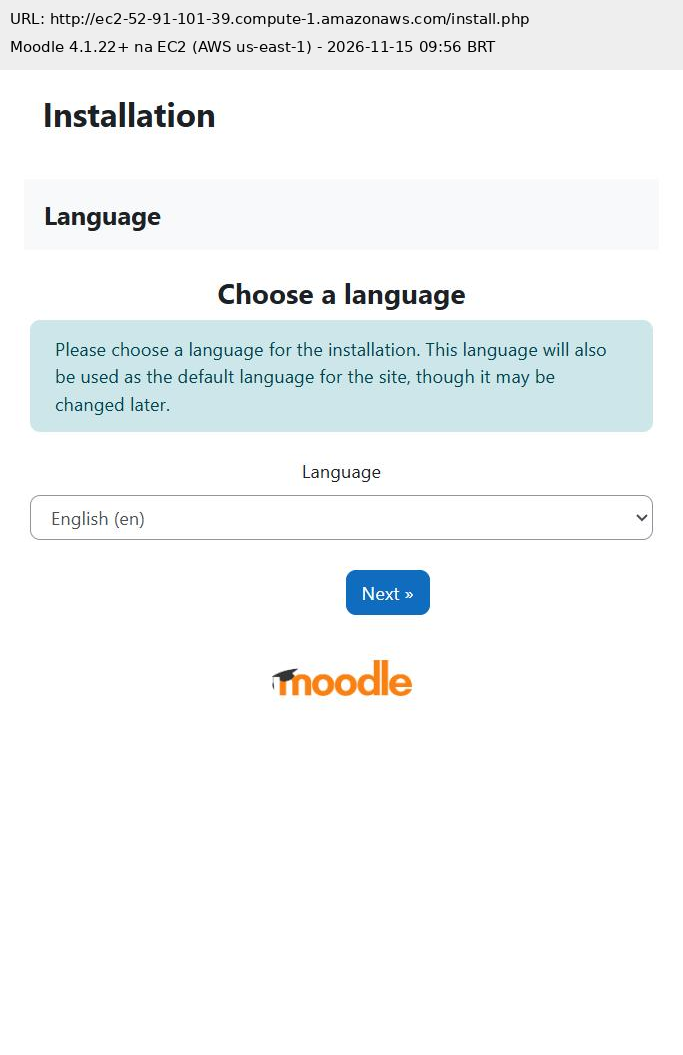 URL: http://ec2-52-91-101-39.compute-1.amazonaws.com/install.php
Moodle 4.1.22+ na EC2 (AWS us-east-1) - 2026-11-15 09:56 BRT
Installation
Language
Choose a language
Please choose a language for the installation. This language will also
be used as the default language for the site, though it may be
changed later.
Language
English (en)
Next »
moodle